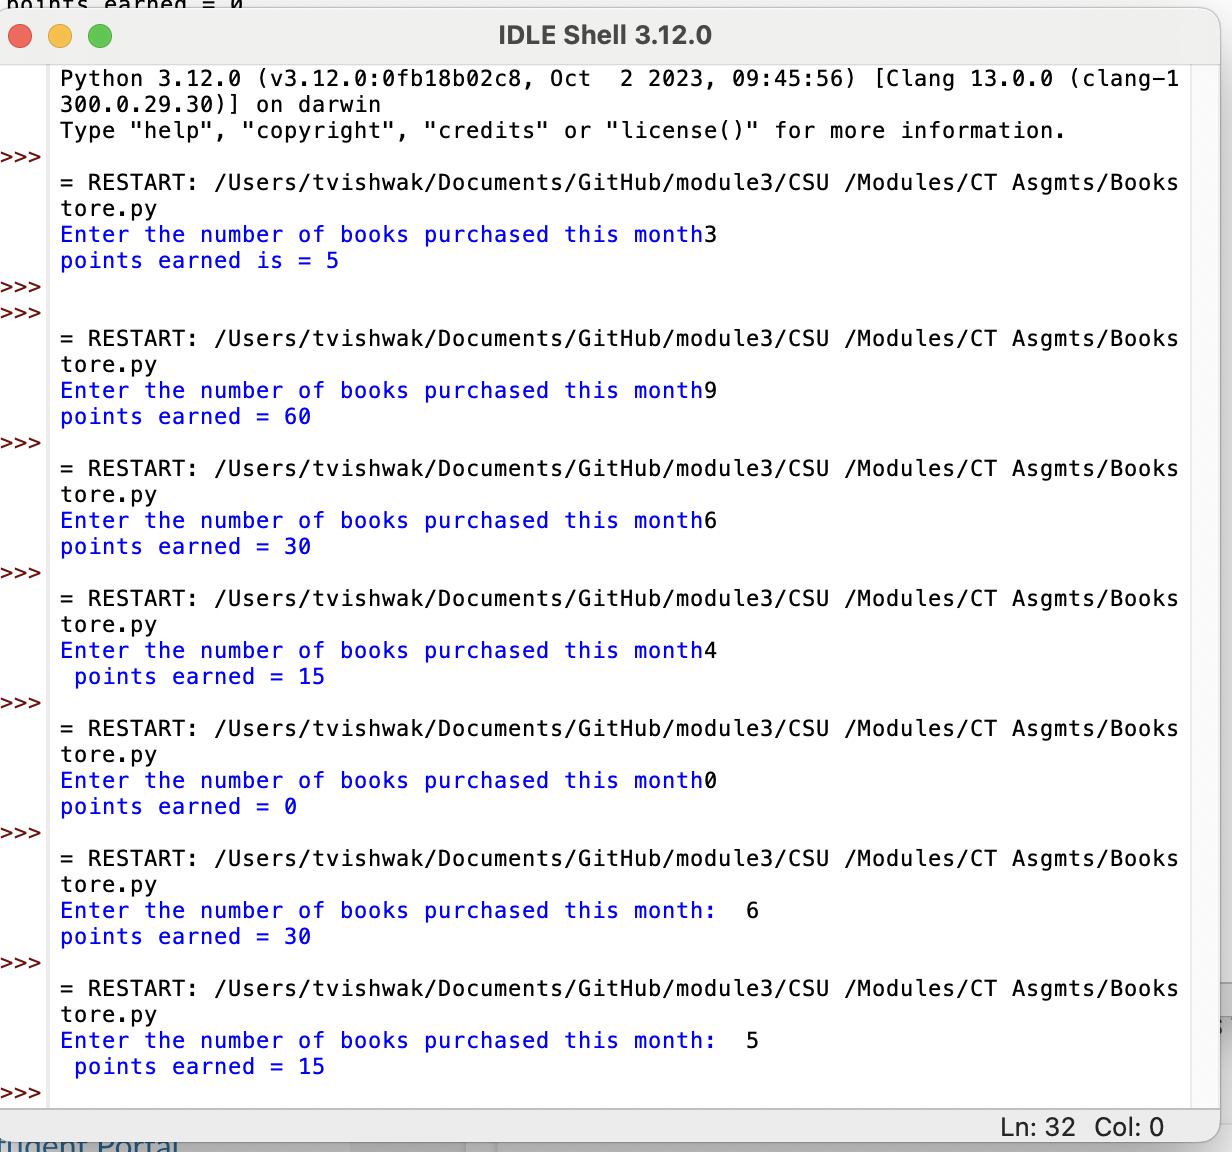 points earned = 0
IDLE Shell 3.12.0
Python 3.12.0 (v3.12.0:0fb18b02c8, Oct  2 2023, 09:45:56) [Clang 13.0.0 (clang-1
300.0.29.30)] on darwin
Type "help", "copyright", "credits" or "license()" for more information.
>>>
= RESTART: /Users/tvishwak/Documents/GitHub/module3/CSU /Modules/CT Asgmts/Books
tore.py
Enter the number of books purchased this month3
points earned is = 5
>>>
>>>
= RESTART: /Users/tvishwak/Documents/GitHub/module3/CSU /Modules/CT Asgmts/Books
tore.py
Enter the number of books purchased this month9
points earned = 60
>>>
= RESTART: /Users/tvishwak/Documents/GitHub/module3/CSU /Modules/CT Asgmts/Books
tore.py
Enter the number of books purchased this month6
points earned = 30
>>>
= RESTART: /Users/tvishwak/Documents/GitHub/module3/CSU /Modules/CT Asgmts/Books
tore.py
Enter the number of books purchased this month4
 points earned = 15
>>>
= RESTART: /Users/tvishwak/Documents/GitHub/module3/CSU /Modules/CT Asgmts/Books
tore.py
Enter the number of books purchased this month0
points earned = 0
>>>
= RESTART: /Users/tvishwak/Documents/GitHub/module3/CSU /Modules/CT Asgmts/Books
tore.py
Enter the number of books purchased this month:  6
points earned = 30
>>>
= RESTART: /Users/tvishwak/Documents/GitHub/module3/CSU /Modules/CT Asgmts/Books
tore.py
Enter the number of books purchased this month:  5
 points earned = 15
>>>
Ln: 32 Col: 0
tudent Portal